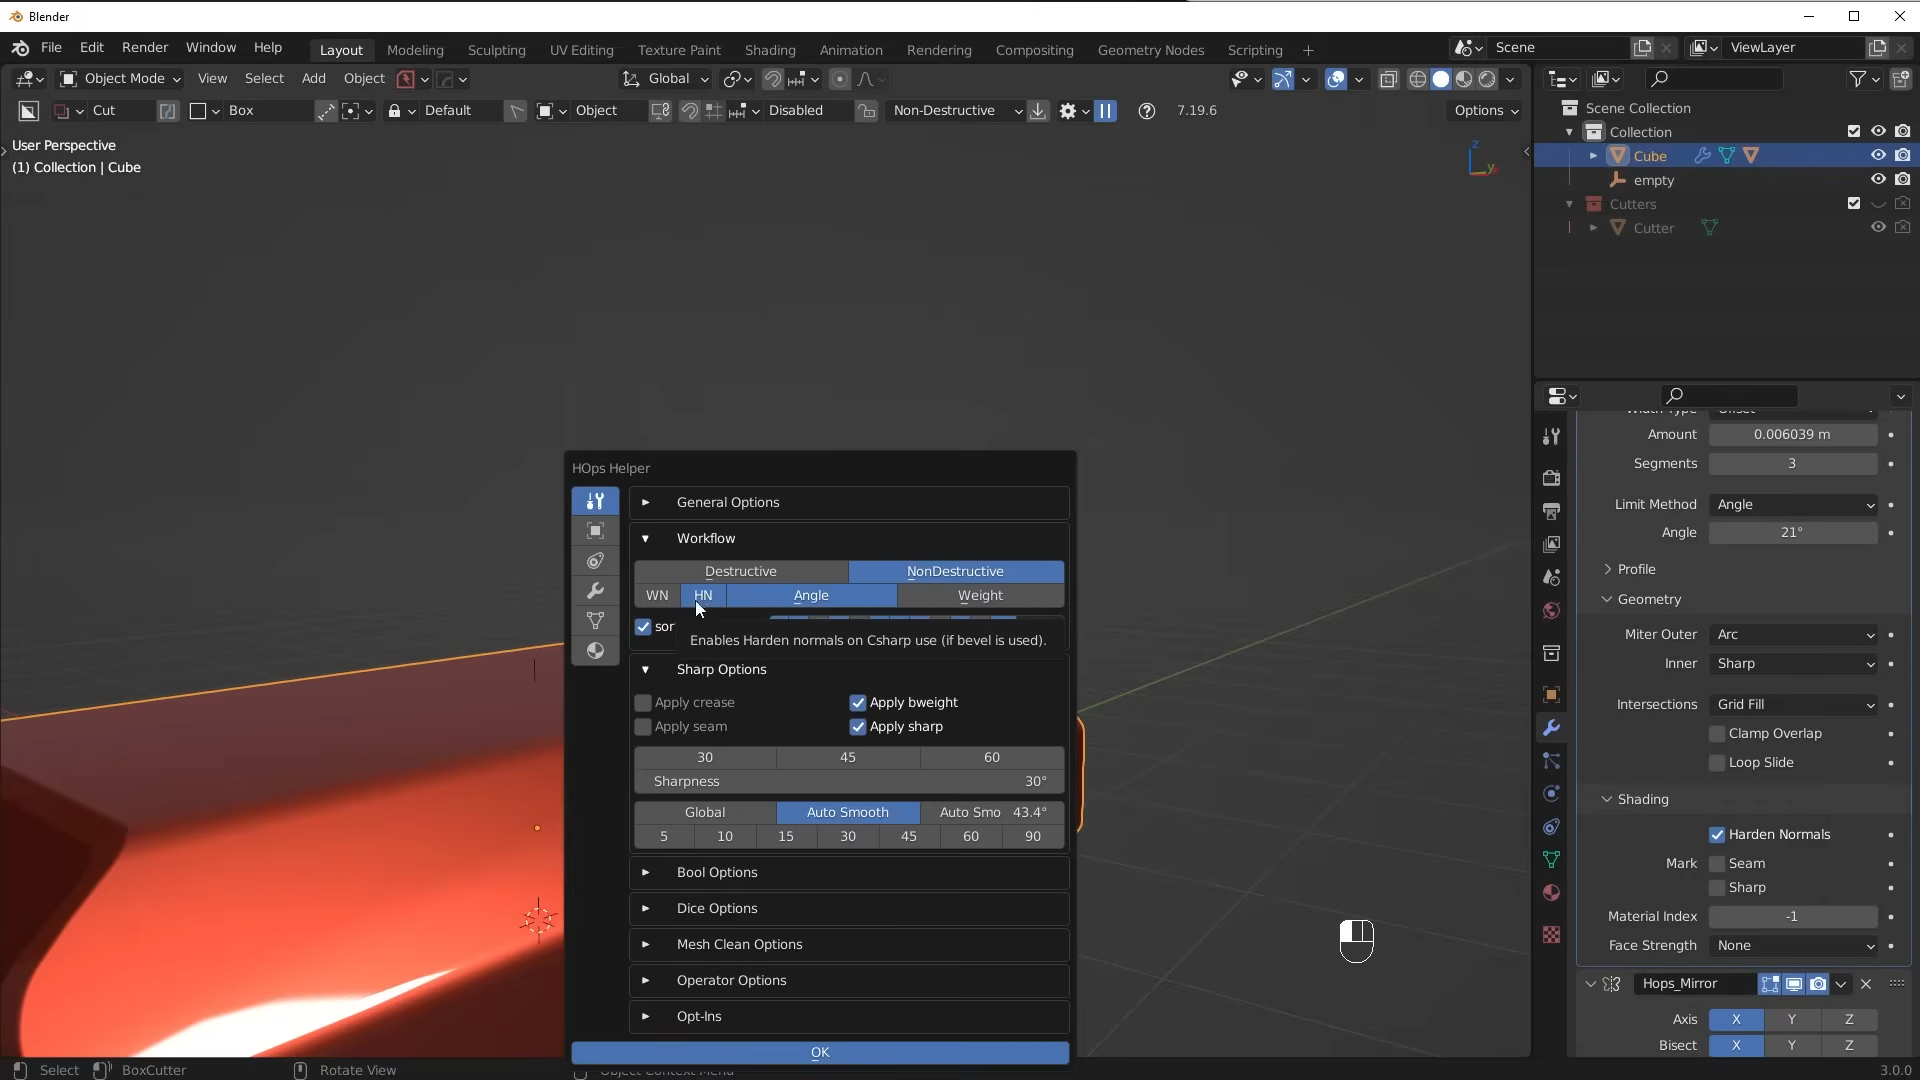 Blender
File Edit Render Window Help
Layout Modeling Sculpting UV Editing Texture Paint Shading Animation Rendering Compositing Geometry Nodes Scripting +
Scene
ViewLayer
Object Mode View Select Add Object
Global
Cut
Box
Default
Object
Disabled
Non-Destructive
7.19.6
Options
User Perspective
(1) Collection | Cube
Z
Y
Scene Collection
Collection
Cube
empty
Cutters
Cutter
Amount 0.006039 m
Segments 3
Limit Method Angle
Angle 21°
Profile
Geometry
Miter Outer Arc
Inner Sharp
Intersections Grid Fill
Clamp Overlap
Loop Slide
Shading
Harden Normals
Mark Seam
Sharp
Material Index -1
Face Strength None
Hops_Mirror
Axis X Y Z
Bisect X Y Z
HOps Helper
General Options
Workflow
Destructive NonDestructive
WN HN Angle Weight
Enables Harden normals on Csharp use (if bevel is used).
Sharp Options
Apply crease Apply bweight
Apply seam Apply sharp
30 45 60
Sharpness 30°
Global Auto Smooth Auto Smo 43.4°
5 10 15 30 45 60 90
Bool Options
Dice Options
Mesh Clean Options
Operator Options
Opt-Ins
OK
Select BoxCutter Rotate View
3.0.0